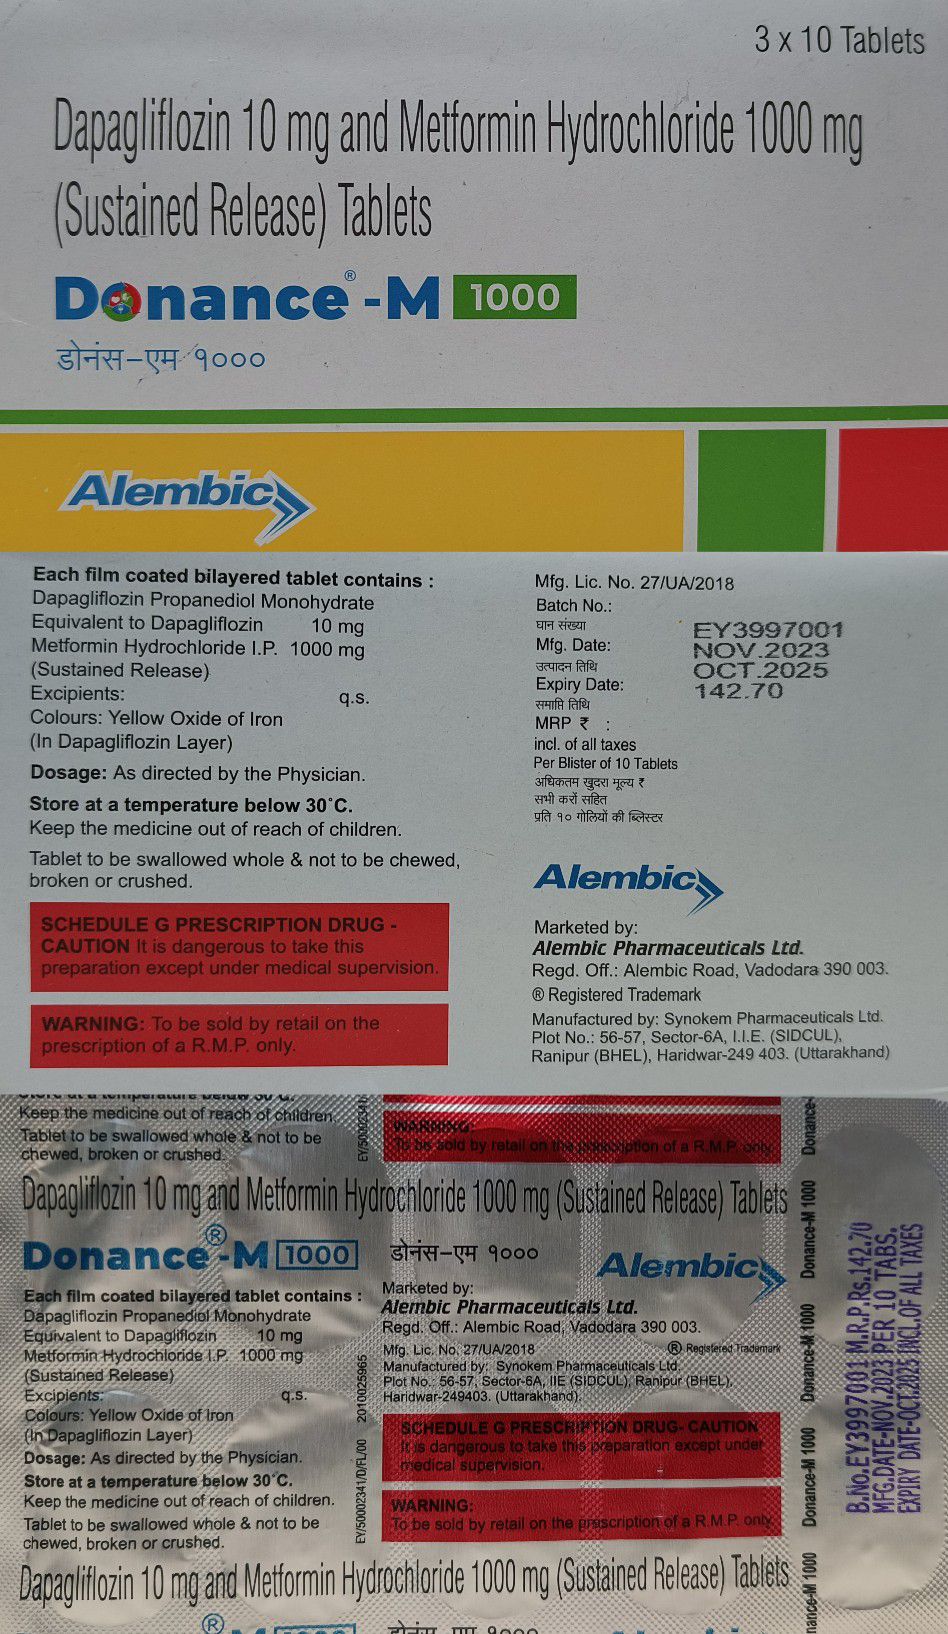 3 x 10 Tablets
Dapagliflozin 10 mg and Metformin Hydrochloride 1000 mg
(Sustained Release) Tablets
Donance®-M 1000
डोनंस-एम १०००
Alembic
Each film coated bilayered tablet contains :
Dapagliflozin Propanediol Monohydrate
Equivalent to Dapagliflozin 10 mg
Metformin Hydrochloride I.P. 1000 mg
(Sustained Release)
Excipients: q.s.
Colours: Yellow Oxide of Iron
(In Dapagliflozin Layer)
Dosage: As directed by the Physician.
Store at a temperature below 30°C.
Keep the medicine out of reach of children.
Tablet to be swallowed whole & not to be chewed,
broken or crushed.
SCHEDULE G PRESCRIPTION DRUG -
CAUTION It is dangerous to take this
preparation except under medical supervision.
WARNING: To be sold by retail on the
prescription of a R.M.P. only.
Mfg. Lic. No. 27/UA/2018
Batch No.:
घान संख्या
Mfg. Date:
उत्पादन तिथि
Expiry Date:
समाप्ति तिथि
MRP ₹ :
incl. of all taxes
Per Blister of 10 Tablets
अधिकतम खुदरा मूल्य ₹
सभी करों सहित
प्रति १० गोलियों की ब्लिस्टर
EY3997001
NOV.2023
OCT.2025
142.70
Alembic
Marketed by:
Alembic Pharmaceuticals Ltd.
Regd. Off.: Alembic Road, Vadodara 390 003.
® Registered Trademark
Manufactured by: Synokem Pharmaceuticals Ltd.
Plot No.: 56-57, Sector-6A, I.I.E. (SIDCUL),
Ranipur (BHEL), Haridwar-249 403. (Uttarakhand)
Store at a temperature below 30°C.
Keep the medicine out of reach of children.
Tablet to be swallowed whole & not to be
chewed, broken or crushed.
EY/5000234
WARNING:
To be sold by retail on the prescription of a R.M.P. only.
Dapagliflozin 10 mg and Metformin Hydrochloride 1000 mg (Sustained Release) Tablets
Donance®-M 1000
डोनंस-एम १०००
Alembic
Each film coated bilayered tablet contains :
Dapagliflozin Propanediol Monohydrate
Equivalent to Dapagliflozin 10 mg
Metformin Hydrochloride I.P. 1000 mg
(Sustained Release)
Excipients: q.s.
Colours: Yellow Oxide of Iron
(In Dapagliflozin Layer)
Dosage: As directed by the Physician.
Store at a temperature below 30°C.
Keep the medicine out of reach of children.
Tablet to be swallowed whole & not to be
chewed, broken or crushed.
EY/50002341/D/FL/00 2010025965
Marketed by:
Alembic Pharmaceuticals Ltd.
Regd. Off.: Alembic Road, Vadodara 390 003.
Mfg. Lic. No. 27/UA/2018 ® Registered Trademark
Manufactured by: Synokem Pharmaceuticals Ltd.
Plot No.: 56-57, Sector-6A, IIE (SIDCUL), Ranipur (BHEL),
Haridwar-249403. (Uttarakhand).
SCHEDULE G PRESCRIPTION DRUG- CAUTION
It is dangerous to take this preparation except under
medical supervision.
WARNING:
To be sold by retail on the prescription of a R.M.P. only.
Donance-
Donance-M 1000
Donance-M 1000
Donance-M 1000
nance-M 1000
B.No.EY3997001 M.R.P.Rs.142.70
MFG.DATE-NOV.2023 PER 10 TABS.
EXPIRY DATE-OCT.2025 INCL.OF ALL TAXES
Dapagliflozin 10 mg and Metformin Hydrochloride 1000 mg (Sustained Release) Tablets
® M 1000
डोनंस एम १०००
Alembic